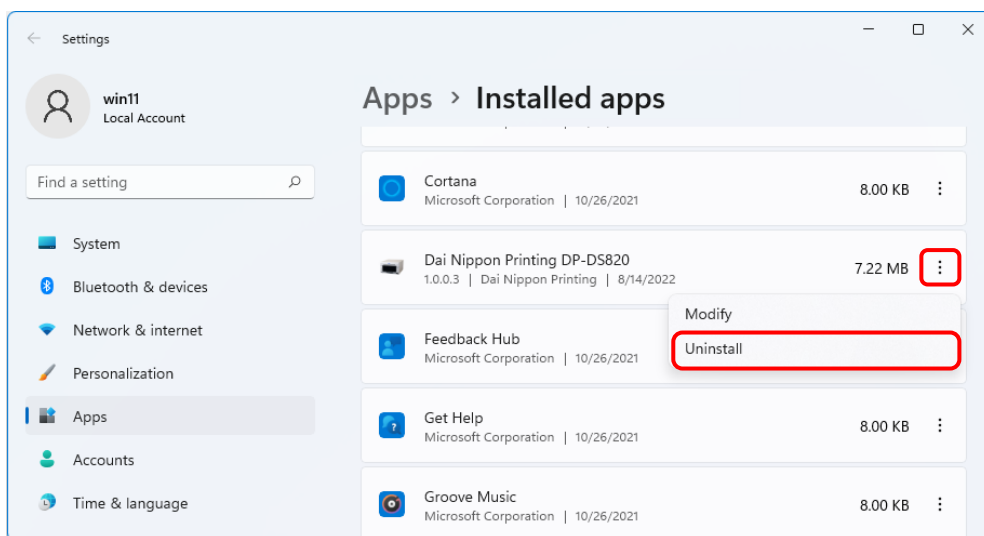 Settings
win11
Local Account
Find a setting
System
Bluetooth & devices
Network & internet
Personalization
Apps
Accounts
Time & language
Apps › Installed apps
Cortana
Microsoft Corporation | 10/26/2021
8.00 KB
Dai Nippon Printing DP-DS820
1.0.0.3 | Dai Nippon Printing | 8/14/2022
7.22 MB
Modify
Uninstall
Feedback Hub
Microsoft Corporation | 10/26/2021
Get Help
Microsoft Corporation | 10/26/2021
8.00 KB
Groove Music
Microsoft Corporation | 10/26/2021
8.00 KB